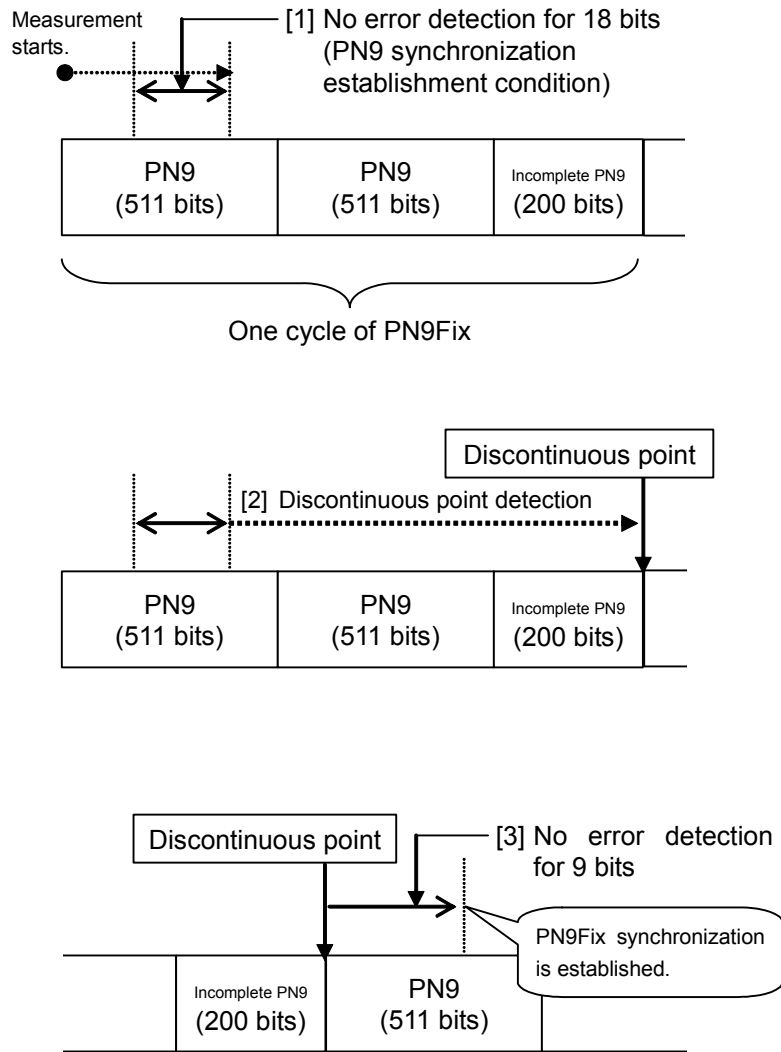 Measurement
starts.
[1] No error detection for 18 bits
(PN9 synchronization
establishment condition)
PN9
(511 bits)
PN9
(511 bits)
Incomplete PN9
(200 bits)
One cycle of PN9Fix
Discontinuous point
[2] Discontinuous point detection
PN9
(511 bits)
PN9
(511 bits)
Incomplete PN9
(200 bits)
Discontinuous point
[3] No error detection
for 9 bits
PN9Fix synchronization
is established.
Incomplete PN9
(200 bits)
PN9
(511 bits)